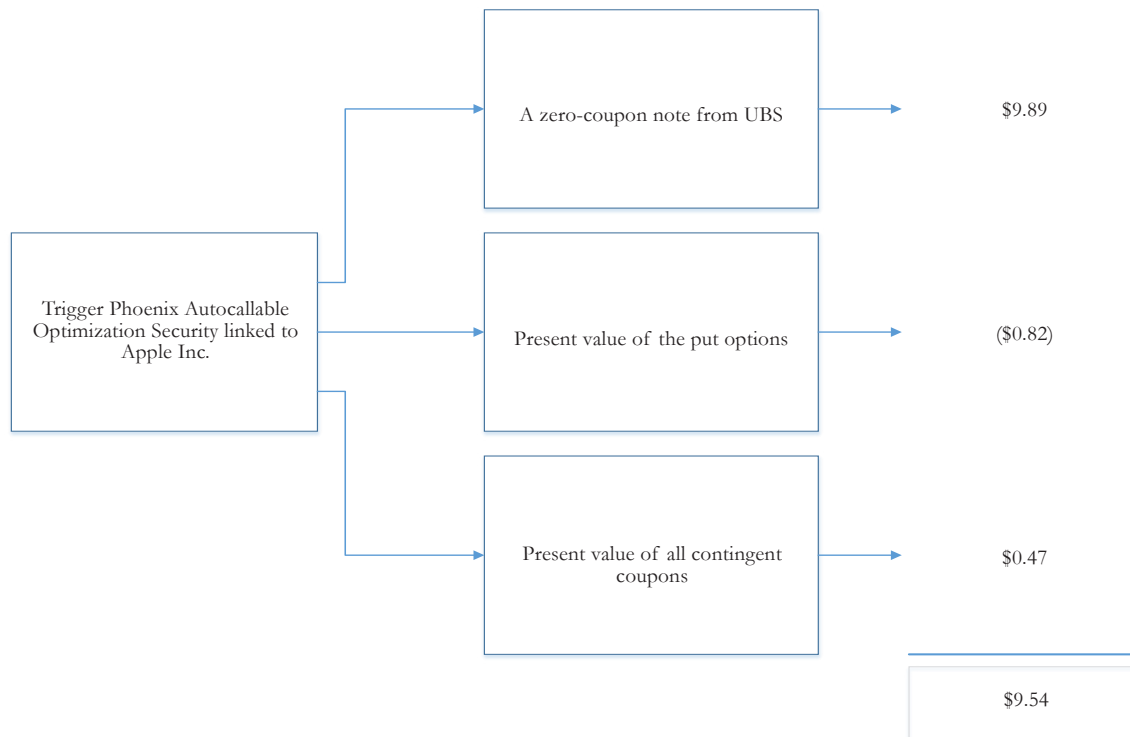 A zero-coupon note from UBS
$9.89
Trigger Phoenix Autocallable
Optimization Security linked to
Apple Inc.
Present value of the put options
($0.82)
Present value of all contingent
coupons
$0.47
$9.54